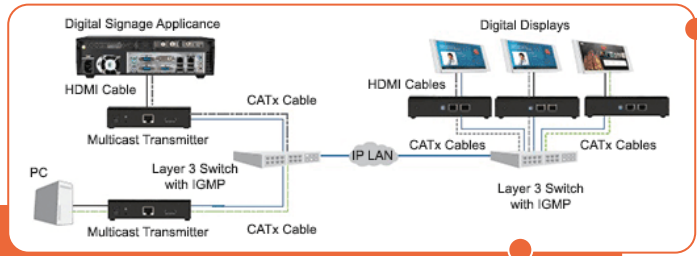 Digital Signage Applicance
Digital Displays
HDMI Cable
HDMI Cables
CATx Cable
Multicast Transmitter
IP LAN
CATx Cables
CATx Cables
Layer 3 Switch
with IGMP
PC
Layer 3 Switch
with IGMP
Multicast Transmitter
CATx Cable